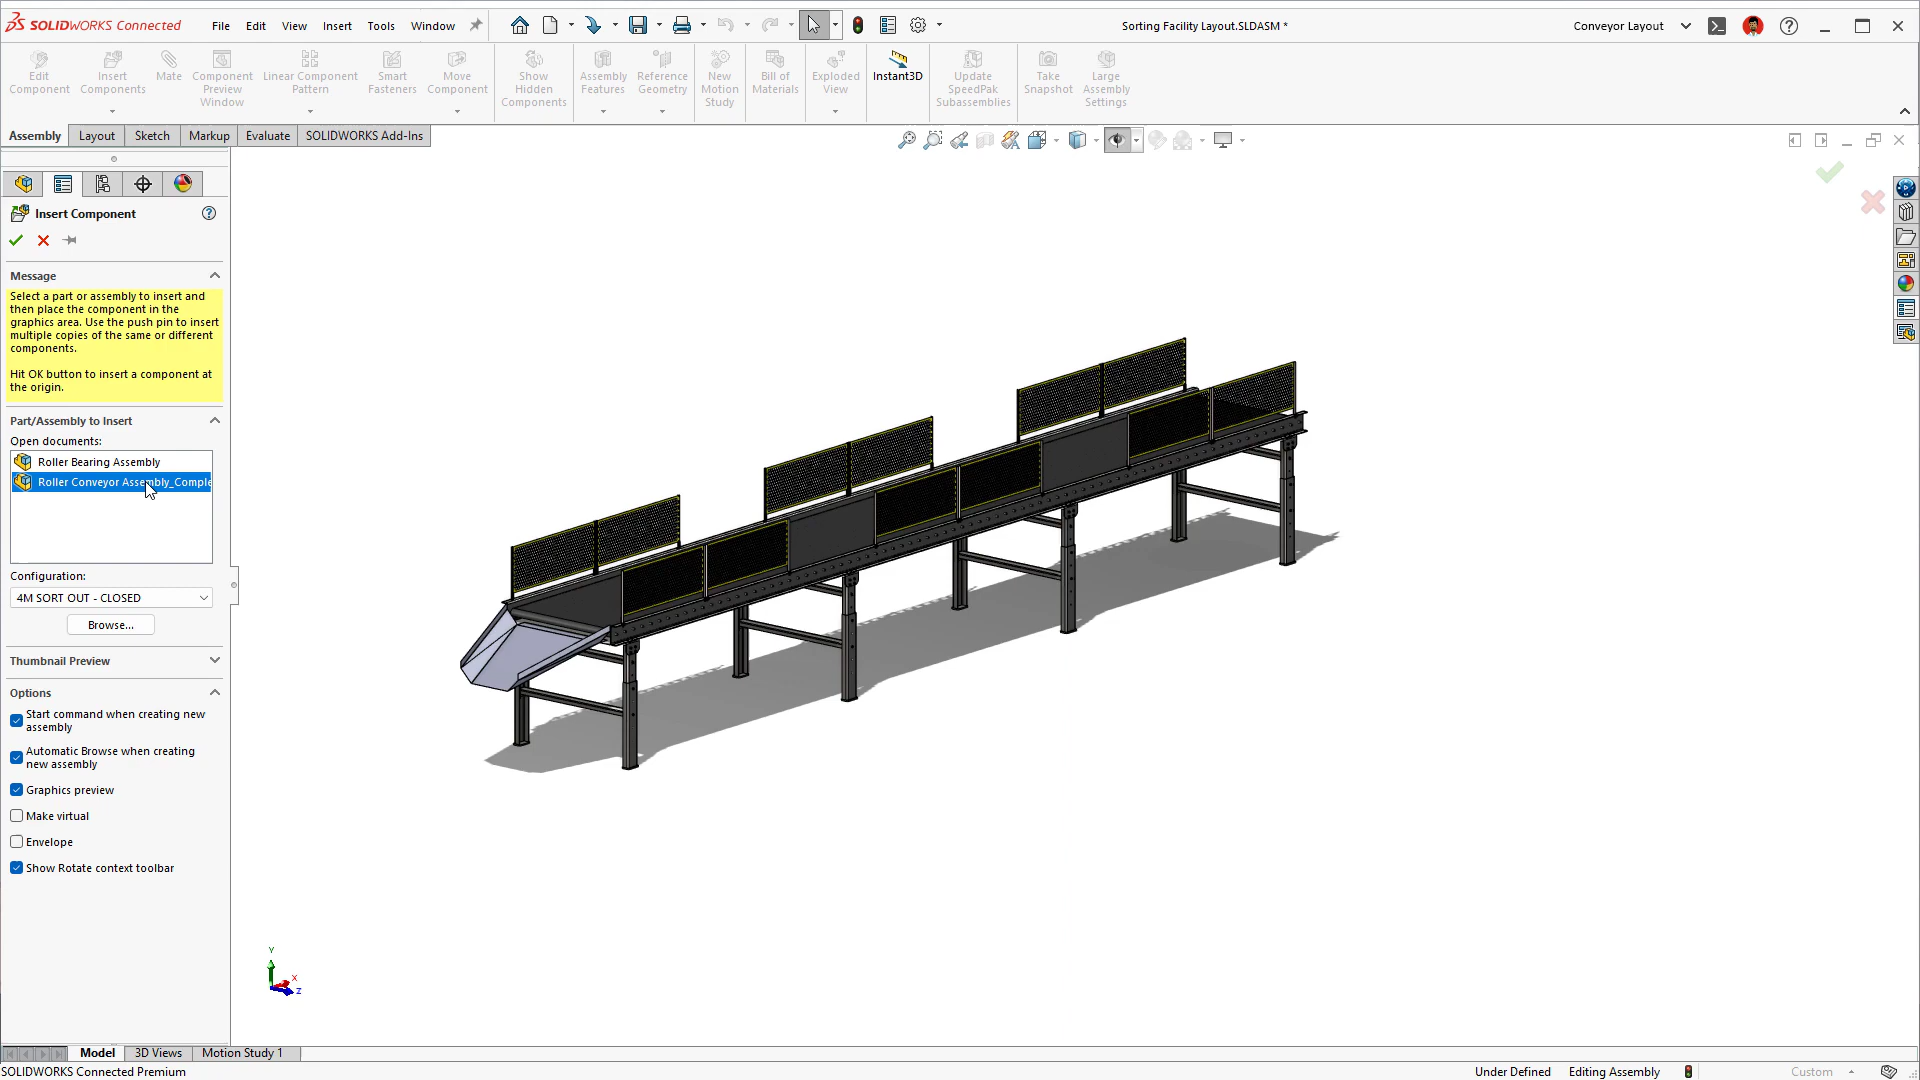 SOLIDWORKS Connected
File Edit View Insert Tools Window
Sorting Facility Layout.SLDASM *
Conveyor Layout
Edit Component
Insert Components
Mate
Component Preview Window
Linear Component Pattern
Smart Fasteners
Move Component
Show Hidden Components
Assembly Features
Reference Geometry
New Motion Study
Bill of Materials
Exploded View
Instant3D
Update SpeedPak Subassemblies
Take Snapshot
Large Assembly Settings
Assembly Layout Sketch Markup Evaluate SOLIDWORKS Add-Ins
Insert Component
Message
Select a part or assembly to insert and
then place the component in the
graphics area. Use the push pin to insert
multiple copies of the same or different
components.
Hit OK button to insert a component at
the origin.
Part/Assembly to Insert
Open documents:
Roller Bearing Assembly
Roller Conveyor Assembly_Comple
Configuration:
4M SORT OUT - CLOSED
Browse...
Thumbnail Preview
Options
Start command when creating new
assembly
Automatic Browse when creating
new assembly
Graphics preview
Make virtual
Envelope
Show Rotate context toolbar
Y
X
Z
Model 3D Views Motion Study 1
SOLIDWORKS Connected Premium
Under Defined Editing Assembly Custom